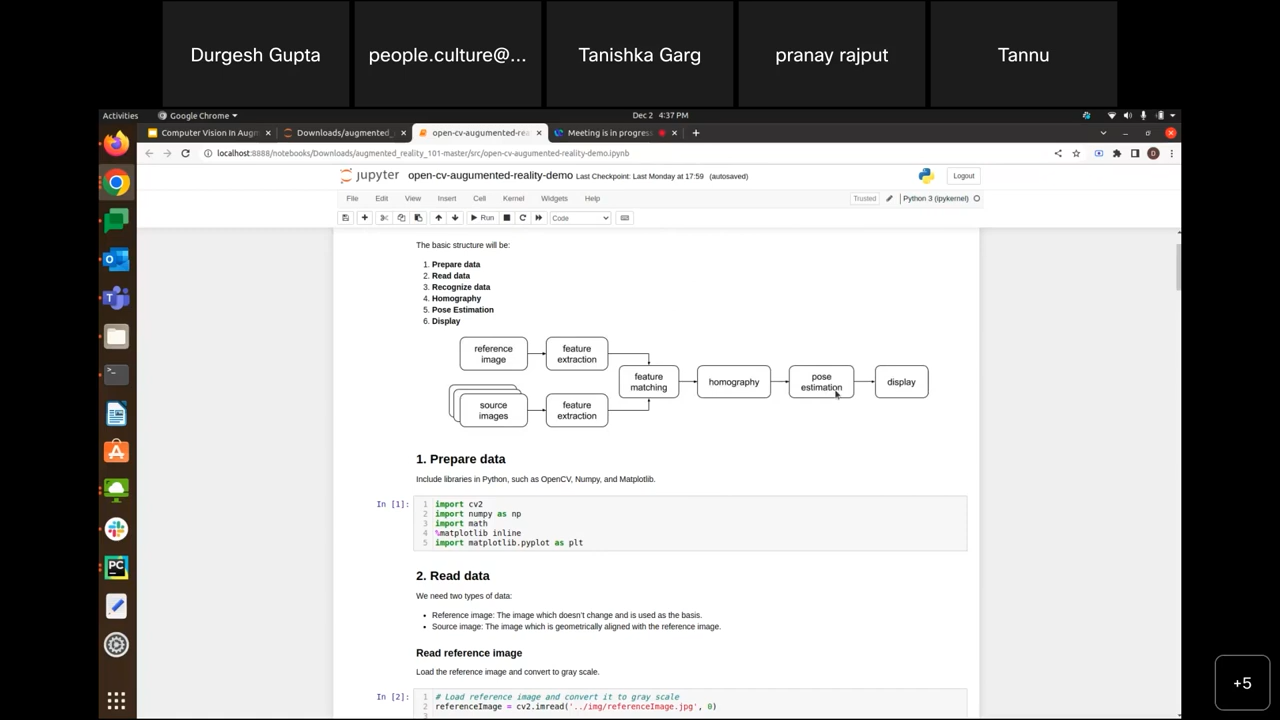 Durgesh Gupta
people.culture@...
Tanishka Garg
pranay rajput
Tannu
Activities
Google Chrome
Dec 2 4:37 PM
Computer Vision In Aug
Downloads/augmented_
open-cv-augumented-rea
Meeting is in progress
localhost:8888/notebooks/Downloads/augmented_reality_101-master/src/open-cv-augumented-reality-demo.ipynb
D
jupyter
open-cv-augumented-reality-demo Last Checkpoint: Last Monday at 17:59 (autosaved)
Logout
File Edit View Insert Cell Kernel Widgets Help
Trusted
Python 3 (ipykernel)
Run
Code
The basic structure will be:
1. Prepare data
2. Read data
3. Recognize data
4. Homography
5. Pose Estimation
6. Display
reference
image
feature
extraction
feature
matching
homography
pose
estimation
display
source
images
feature
extraction
1. Prepare data
Include libraries in Python, such as OpenCV, Numpy, and Matplotlib.
In [1]:
1 import cv2
2 import numpy as np
3 import math
4 %matplotlib inline
5 import matplotlib.pyplot as plt
2. Read data
We need two types of data:
• Reference image: The image which doesn't change and is used as the basis.
• Source image: The image which is geometrically aligned with the reference image.
Read reference image
Load the reference image and convert to gray scale.
In [2]:
1 # Load reference image and convert it to gray scale
2 referenceImage = cv2.imread('../img/referenceImage.jpg', 0)
3
PC
+5